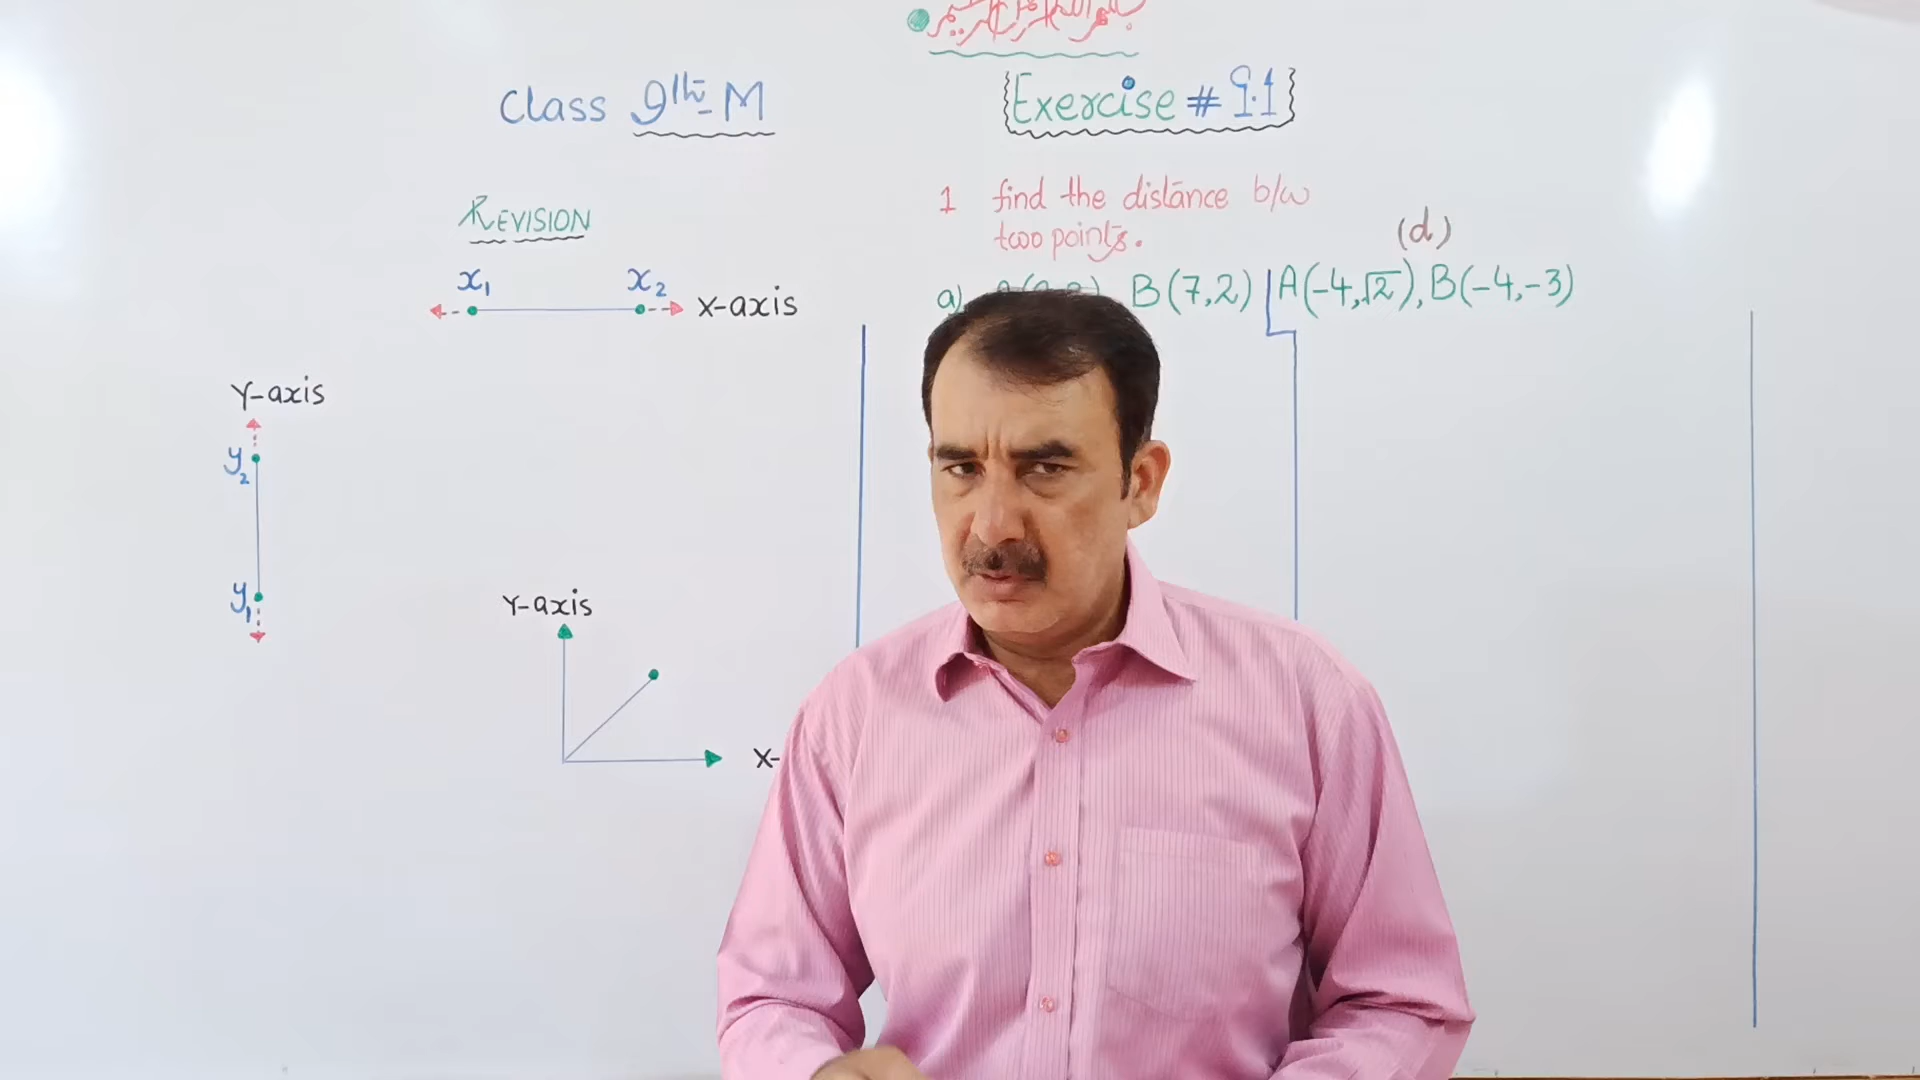 Class 9th-M
Exercise # 9.1
REVISION
1 find the distance b/w
two points.
(d)
a) B(7,2) A(-4,√2), B(-4,-3)
x₁ x₂ X-axis
Y-axis
y₂
y₁
Y-axis
X-